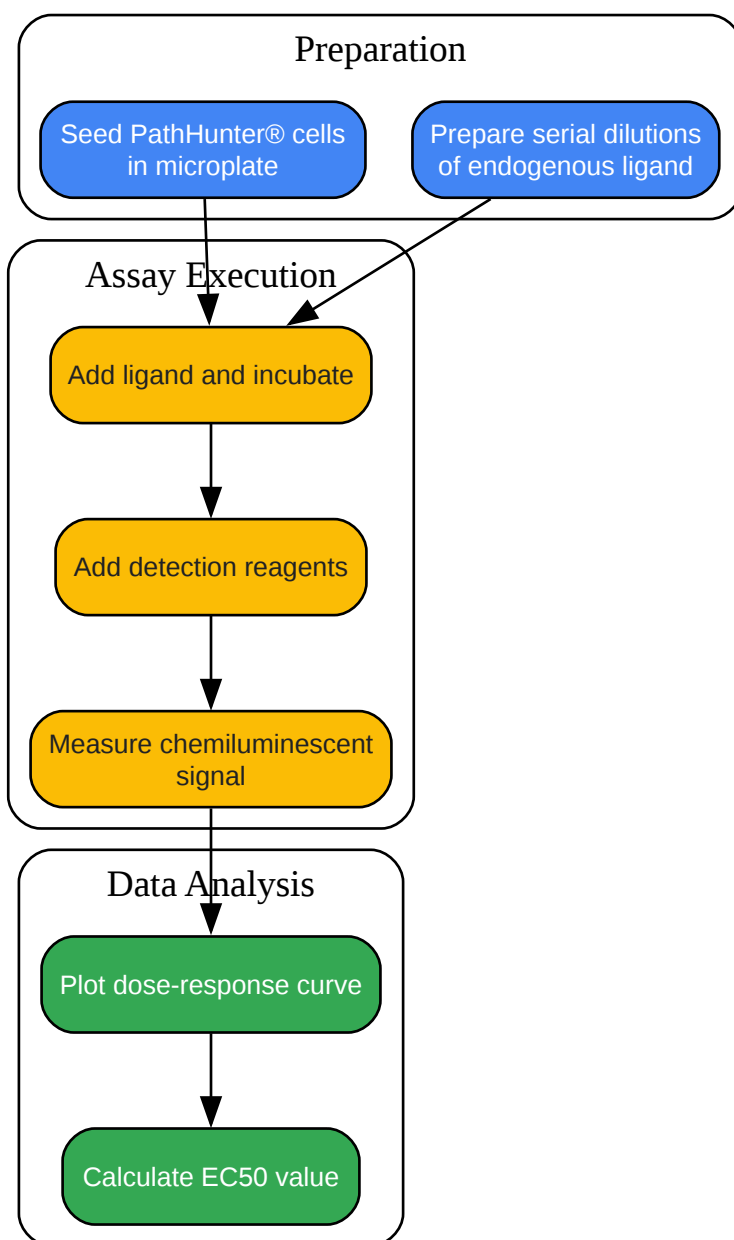 Preparation
Seed PathHunter® cells
in microplate
Prepare serial dilutions
of endogenous ligand
Assay Execution
Add ligand and incubate
Add detection reagents
Measure chemiluminescent
signal
Data Analysis
Plot dose-response curve
Calculate EC50 value